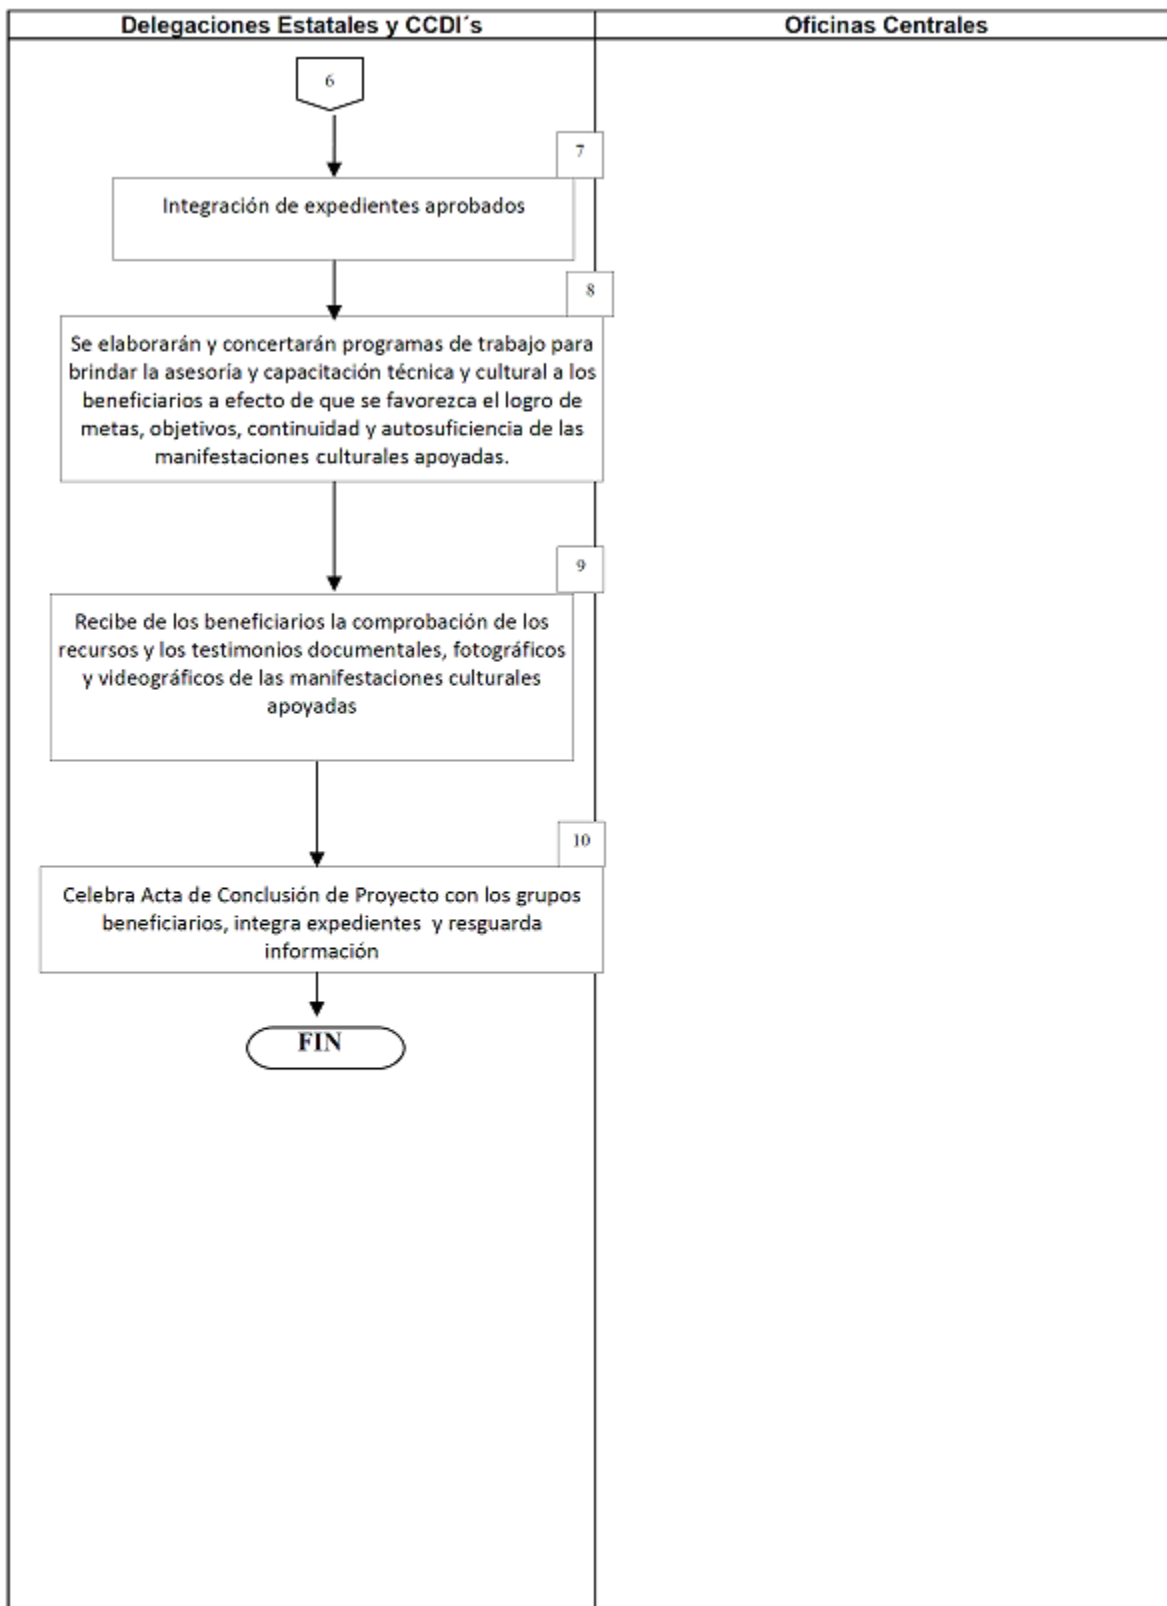 Delegaciones Estatales y CCDI´s
Oficinas Centrales
6
7
Integración de expedientes aprobados
8
Se elaborarán y concertarán programas de trabajo para
brindar la asesoría y capacitación técnica y cultural a los
beneficiarios a efecto de que se favorezca el logro de
metas, objetivos, continuidad y autosuficiencia de las
manifestaciones culturales apoyadas.
9
Recibe de los beneficiarios la comprobación de los
recursos y los testimonios documentales, fotográficos
y videográficos de las manifestaciones culturales
apoyadas
10
Celebra Acta de Conclusión de Proyecto con los grupos
beneficiarios, integra expedientes y resguarda
información
FIN